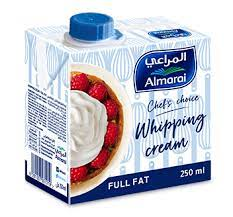 المراعي
Almarai
Chef's choice
Whipping
cream
FULL FAT
250 ml